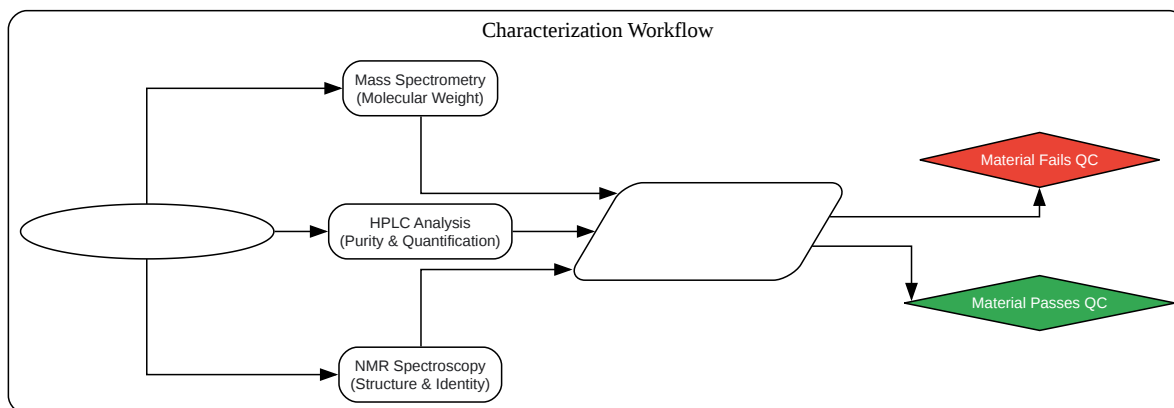 Characterization Workflow
Mass Spectrometry
(Molecular Weight)
Material Fails QC
HPLC Analysis
(Purity & Quantification)
Material Passes QC
NMR Spectroscopy
(Structure & Identity)